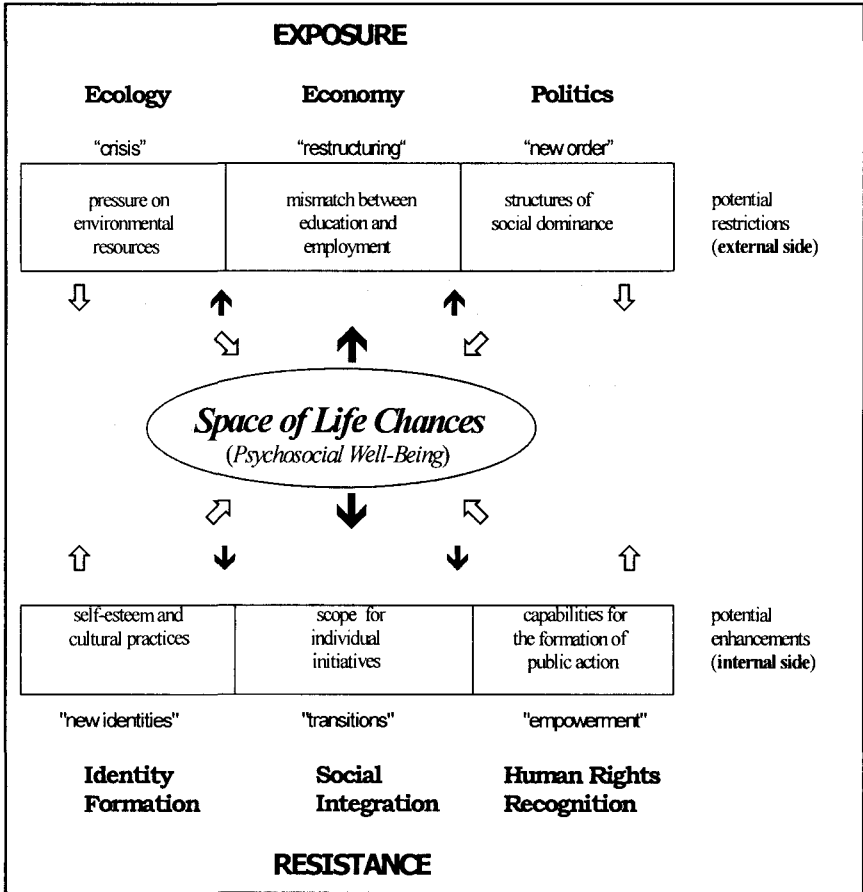 EXPOSURE
Ecology Economy Politics
"crisis" "restructuring" "new order"
pressure on mismatch between structures of potential
environmental education and social dominance restrictions
resources employment (external side)
Space of Life Chances
(Psychosocial Well-Being)
self-esteem and scope for capabilities for potential
cultural practices individual the formation of enhancements
initiatives public action (internal side)
"new identities" "transitions" "empowerment"
Identity Social Human Rights
Formation Integration Recognition
RESISTANCE